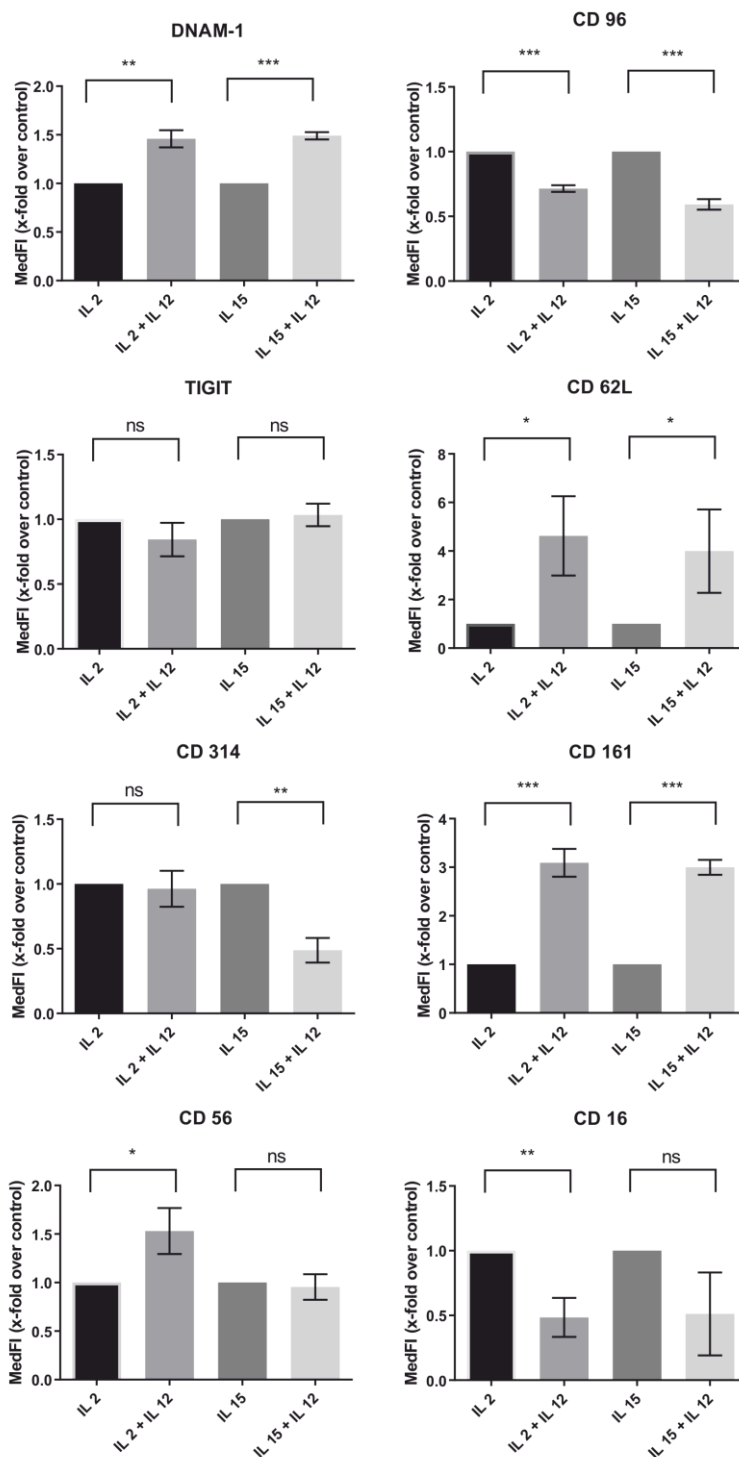 DNAM-1
**
***
MedFI (x-fold over control)
2.0
1.5
1.0
0.5
0.0
IL 2
IL 2 + IL 12
IL 15
IL 15 + IL 12
CD 96
***
***
MedFI (x-fold over control)
1.5
1.0
0.5
0.0
IL 2
IL 2 + IL 12
IL 15
IL 15 + IL 12
TIGIT
ns
ns
MedFI (x-fold over control)
1.5
1.0
0.5
0.0
IL 2
IL 2 + IL 12
IL 15
IL 15 + IL 12
CD 62L
*
*
MedFI (x-fold over control)
8
6
4
2
0
IL 2
IL 2 + IL 12
IL 15
IL 15 + IL 12
CD 314
ns
**
MedFI (x-fold over control)
1.5
1.0
0.5
0.0
IL 2
IL 2 + IL 12
IL 15
IL 15 + IL 12
CD 161
***
***
MedFI (x-fold over control)
4
3
2
1
0
IL 2
IL 2 + IL 12
IL 15
IL 15 + IL 12
CD 56
*
ns
MedFI (x-fold over control)
2.0
1.5
1.0
0.5
0.0
IL 2
IL 2 + IL 12
IL 15
IL 15 + IL 12
CD 16
**
ns
MedFI (x-fold over control)
1.5
1.0
0.5
0.0
IL 2
IL 2 + IL 12
IL 15
IL 15 + IL 12